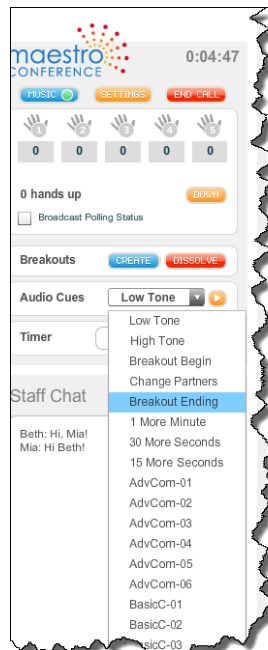 maestro
CONFERENCE
0:04:47
MUSIC
SETTINGS
END CALL
1 2 3 4 5
0 0 0 0 0
0 hands up
DOWN
Broadcast Polling Status
Breakouts
CREATE
DISSOLVE
Audio Cues
Low Tone
Timer
Low Tone
High Tone
Breakout Begin
Change Partners
Breakout Ending
1 More Minute
30 More Seconds
15 More Seconds
AdvCom-01
AdvCom-02
AdvCom-03
AdvCom-04
AdvCom-05
AdvCom-06
BasicC-01
BasicC-02
BasicC-03
Staff Chat
Beth: Hi, Mia!
Mia: Hi Beth!